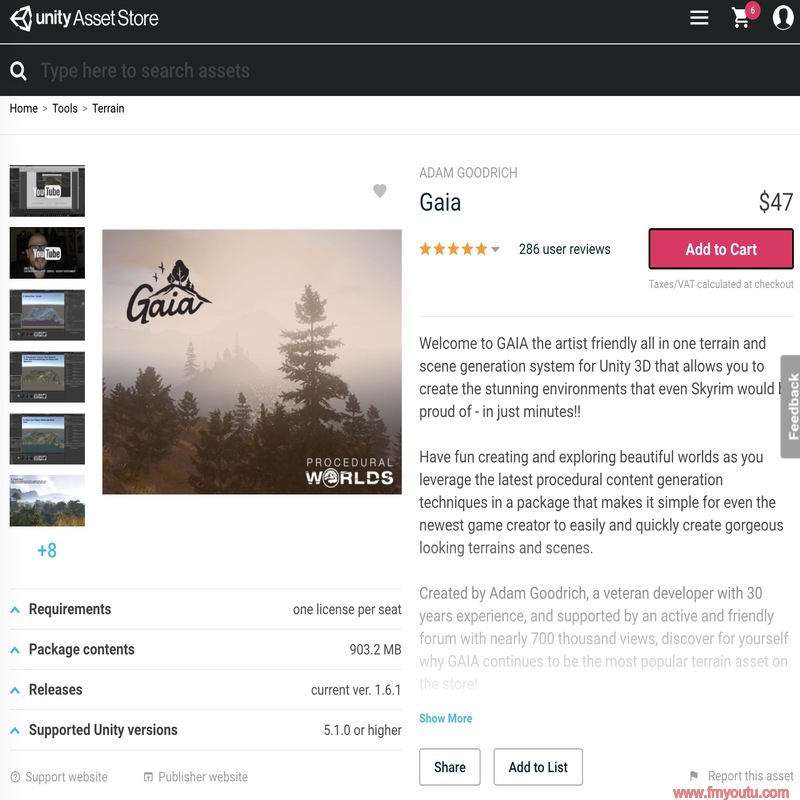 unity Asset Store
6
Type here to search assets
Home > Tools > Terrain
ADAM GOODRICH
Gaia
$47
286 user reviews
Add to Cart
Taxes/VAT calculated at checkout
YouTube
YouTube
Gaia
PROCEDURAL
WORLDS
+8
Welcome to GAIA the artist friendly all in one terrain and
scene generation system for Unity 3D that allows you to
create the stunning environments that even Skyrim would b
proud of - in just minutes!!
Feedback
Have fun creating and exploring beautiful worlds as you
leverage the latest procedural content generation
techniques in a package that makes it simple for even the
newest game creator to easily and quickly create gorgeous
looking terrains and scenes.
Created by Adam Goodrich, a veteran developer with 30
years experience, and supported by an active and friendly
forum with nearly 700 thousand views, discover for yourself
why GAIA continues to be the most popular terrain asset on
the store!
Show More
Requirements one license per seat
Package contents 903.2 MB
Releases current ver. 1.6.1
Supported Unity versions 5.1.0 or higher
Support website
Publisher website
Share
Add to List
Report this asset
www.fmyoutu.com